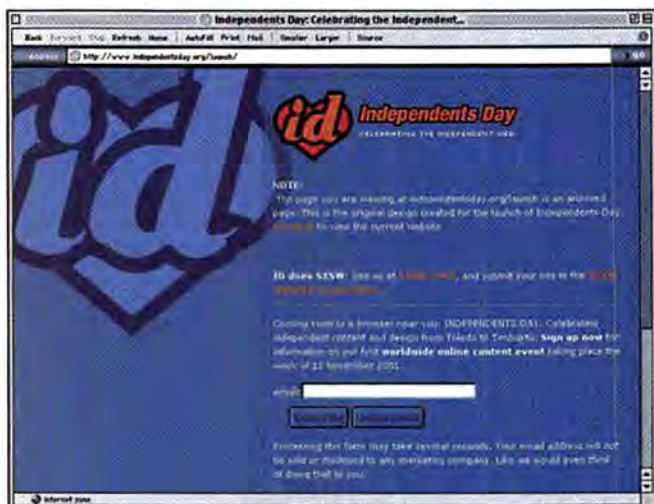 Independents Day: Celebrating the Independent...
Back Forward Stop Refresh Home AutoFill Print Mail Smaller Larger Source
Address http://www.independentsday.org/launch/ GO
id
id Independents Day
CELEBRATING THE INDEPENDENT WEB
NOTE:
The page you are viewing at independentsday.org/launch is an archived
page. This is the original design created for the launch of Independents Day.
to view the current website.
ID does SXSW: See us at, and submit your site to the
Coming soon to a browser near you: INDEPENDENTS DAY. Celebrating
independent content and design from Toledo to Timbuktu. Sign up now for
information on our first worldwide online content event taking place the
week of 12 November 2001.
email:
Processing this form may take several seconds. Your email address will not
be sold or disclosed to any marketing company. Like we would even think
of doing that to you.
Internet zone